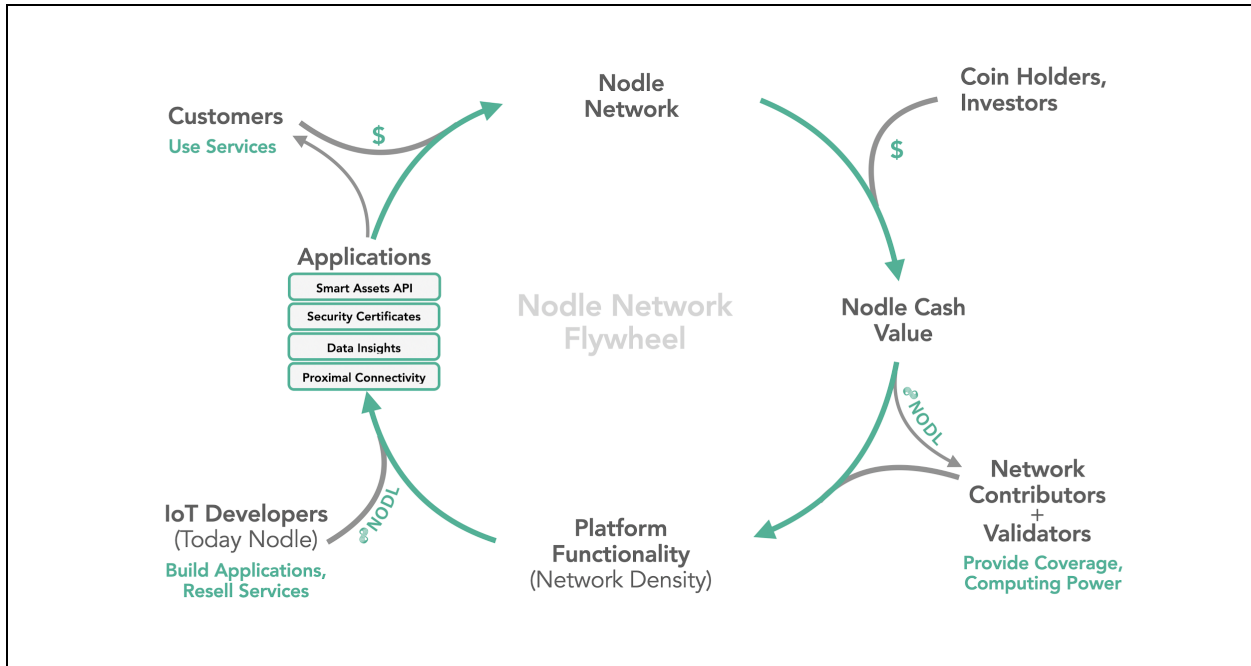 Nodle
Network
Coin Holders,
Investors
Customers
Use Services
$
$
Applications
Smart Assets API
Security Certificates
Data Insights
Proximal Connectivity
Nodle Network
Flywheel
Nodle Cash
Value
NODL
Network
Contributors
+
Validators
Provide Coverage,
Computing Power
IoT Developers
(Today Nodle)
Build Applications,
Resell Services
NODL
Platform
Functionality
(Network Density)